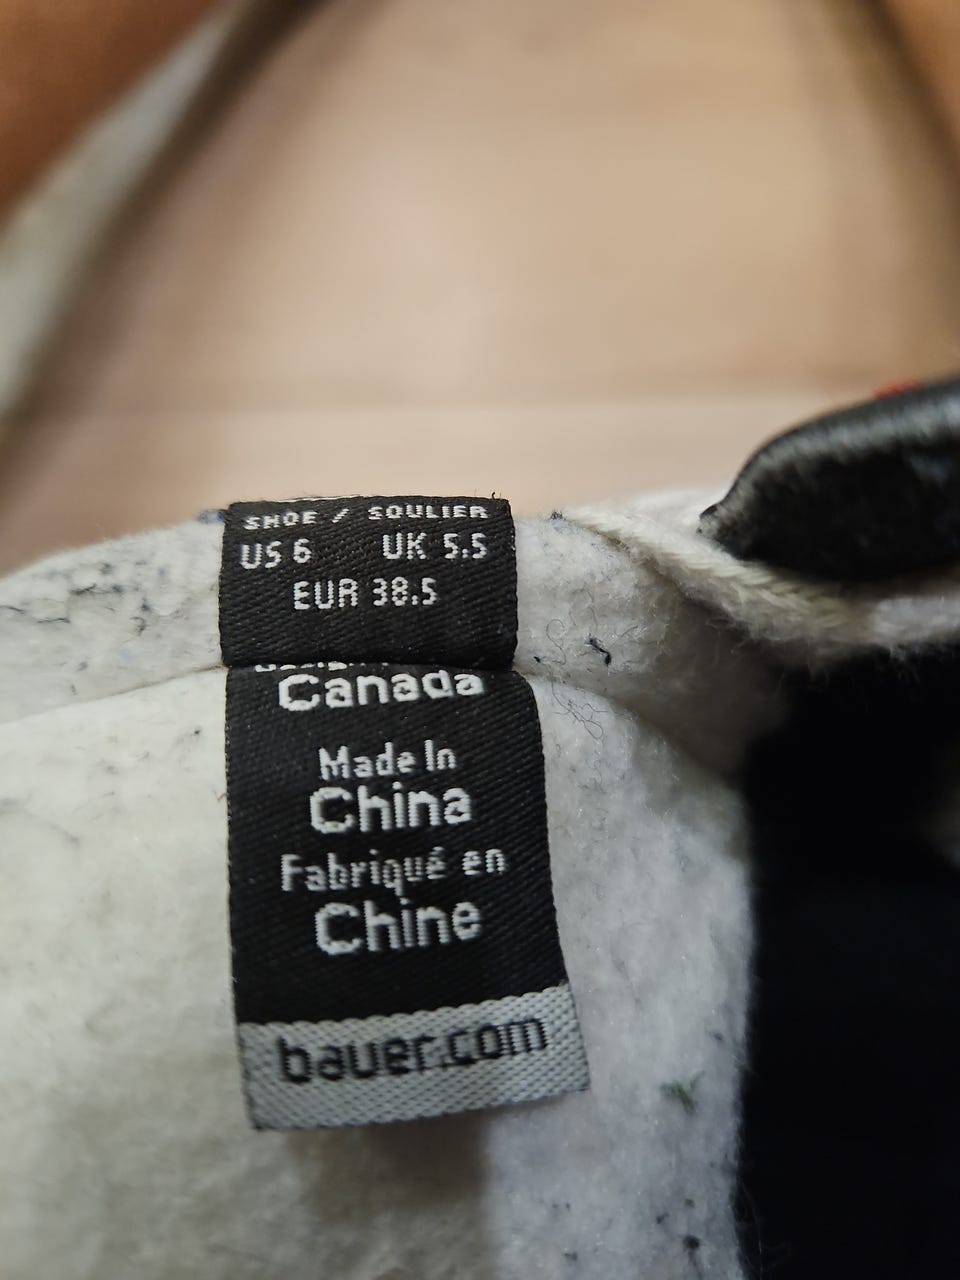 SHOE / SOULIER
US 6 UK 5.5
EUR 38.5
Canada
Made In
China
Fabriqué en
Chine
bauer.com